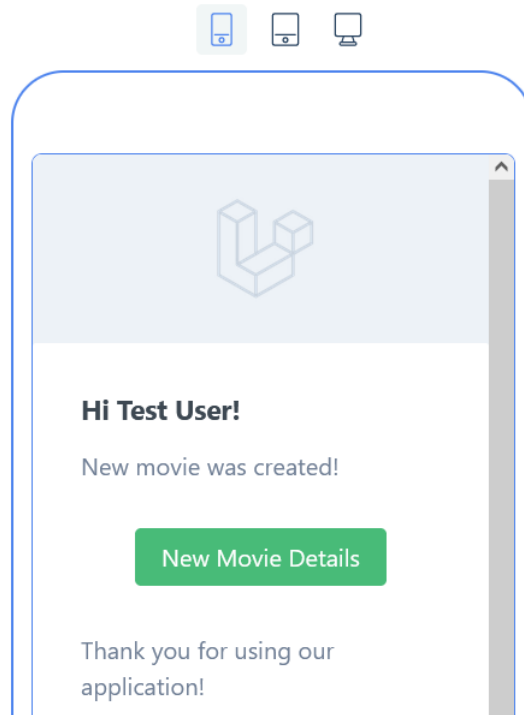 Hi Test User!
New movie was created!
New Movie Details
Thank you for using our
application!